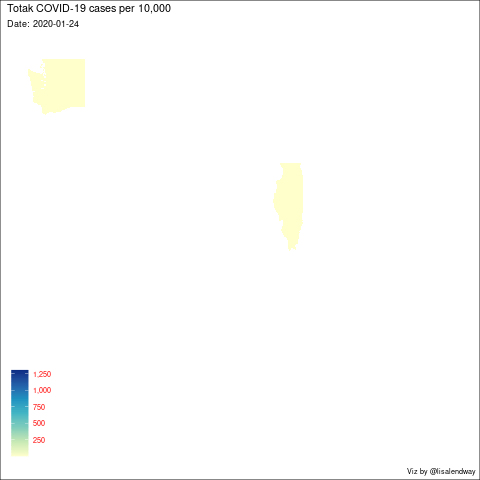 Totak COVID-19 cases per 10,000
Date: 2020-01-24
1,250
1,000
750
500
250
Viz by @lisalendway